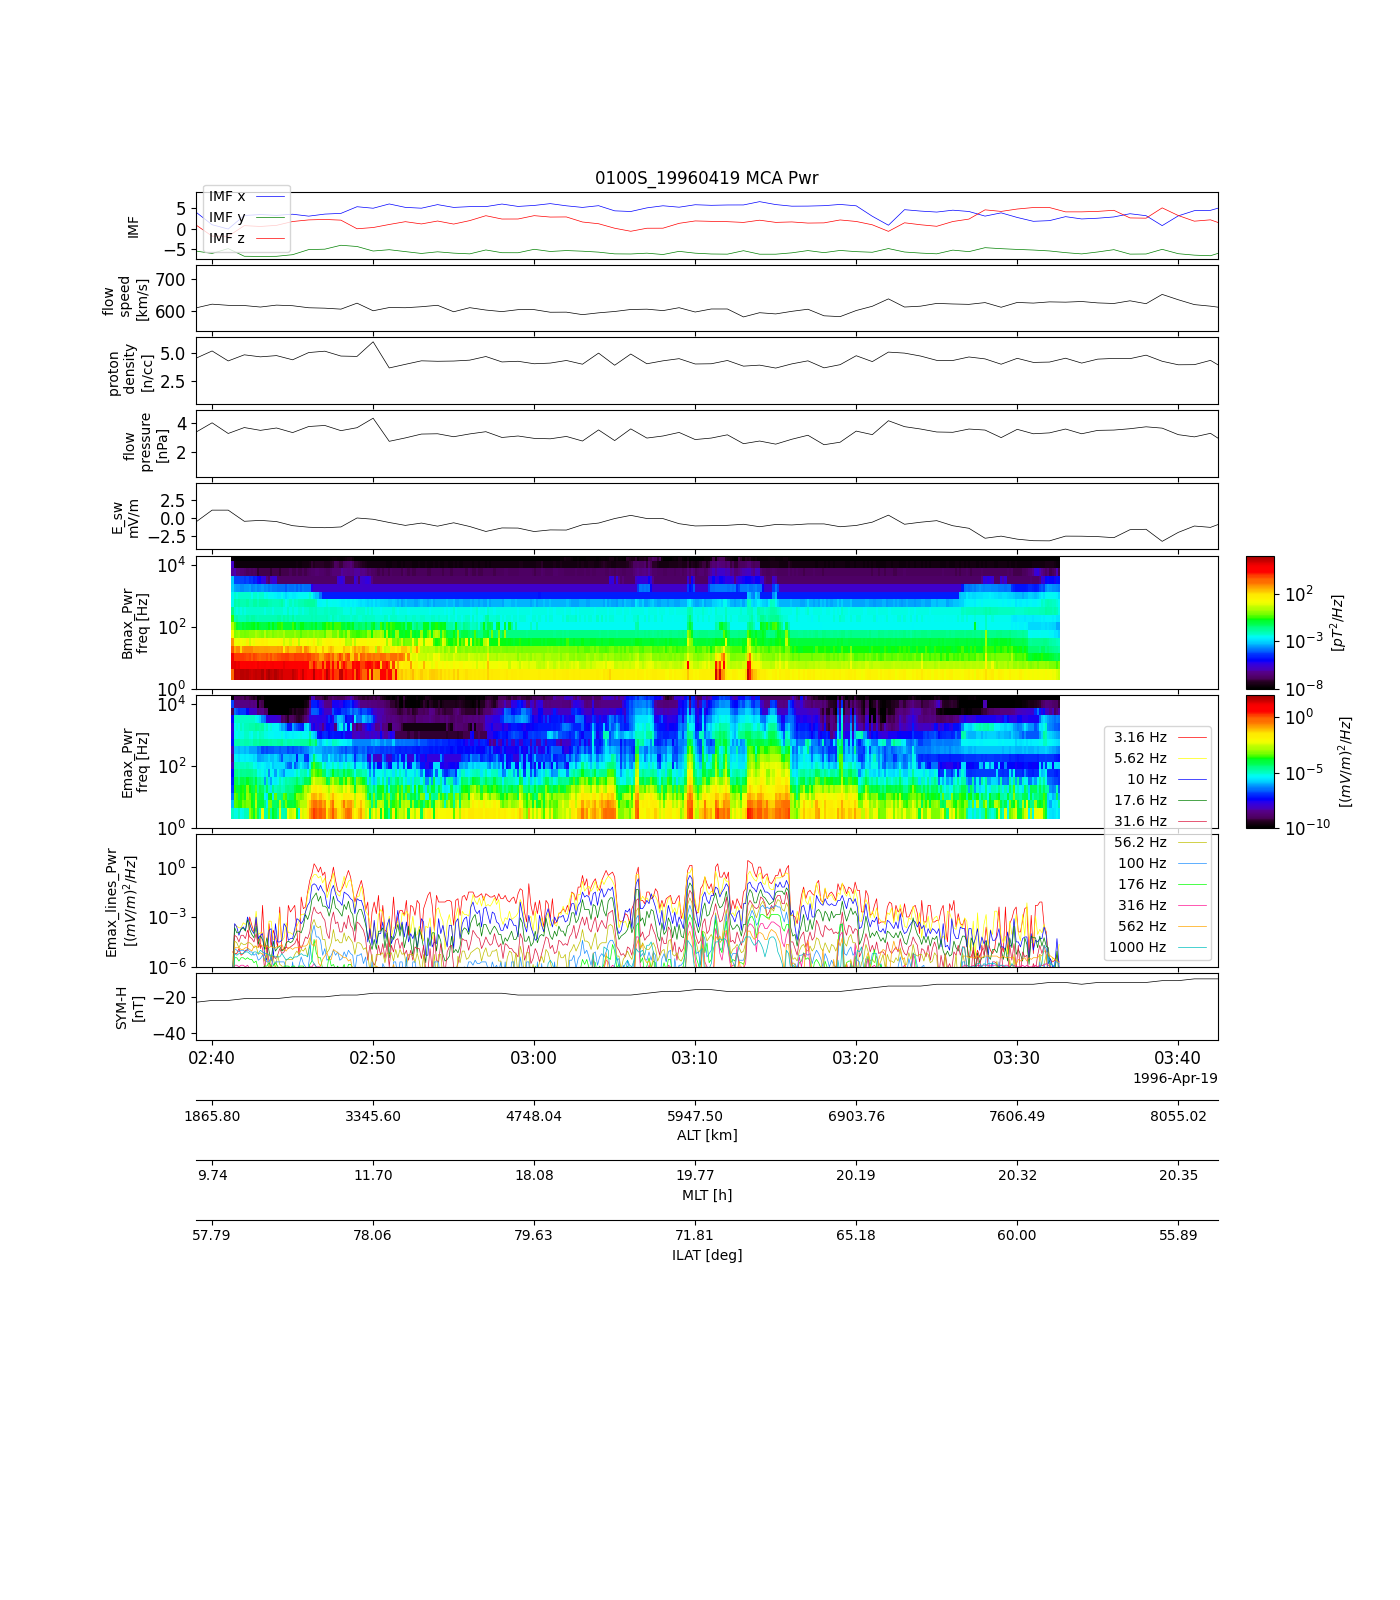 0100S_19960419 MCA Pwr
IMF
5
0
−5
IMF x
IMF y
IMF z
flow
speed
[km/s]
700
600
proton
density
[n/cc]
5.0
2.5
flow
pressure
[nPa]
4
2
E_sw
mV/m
2.5
0.0
−2.5
Bmax_Pwr
freq [Hz]
10^4
10^2
10^0
10^2
10^−3
10^−8
[pT^2/Hz]
Emax_Pwr
freq [Hz]
10^4
10^2
10^0
10^0
10^−5
10^−10
[(mV/m)^2/Hz]
3.16 Hz
5.62 Hz
10 Hz
17.6 Hz
31.6 Hz
56.2 Hz
100 Hz
176 Hz
316 Hz
562 Hz
1000 Hz
Emax_lines_Pwr
[(mV/m)^2/Hz]
10^0
10^−3
10^−6
SYM-H
[nT]
−20
−40
02:40 02:50 03:00 03:10 03:20 03:30 03:40
1996-Apr-19
1865.80 3345.60 4748.04 5947.50 6903.76 7606.49 8055.02
ALT [km]
9.74 11.70 18.08 19.77 20.19 20.32 20.35
MLT [h]
57.79 78.06 79.63 71.81 65.18 60.00 55.89
ILAT [deg]